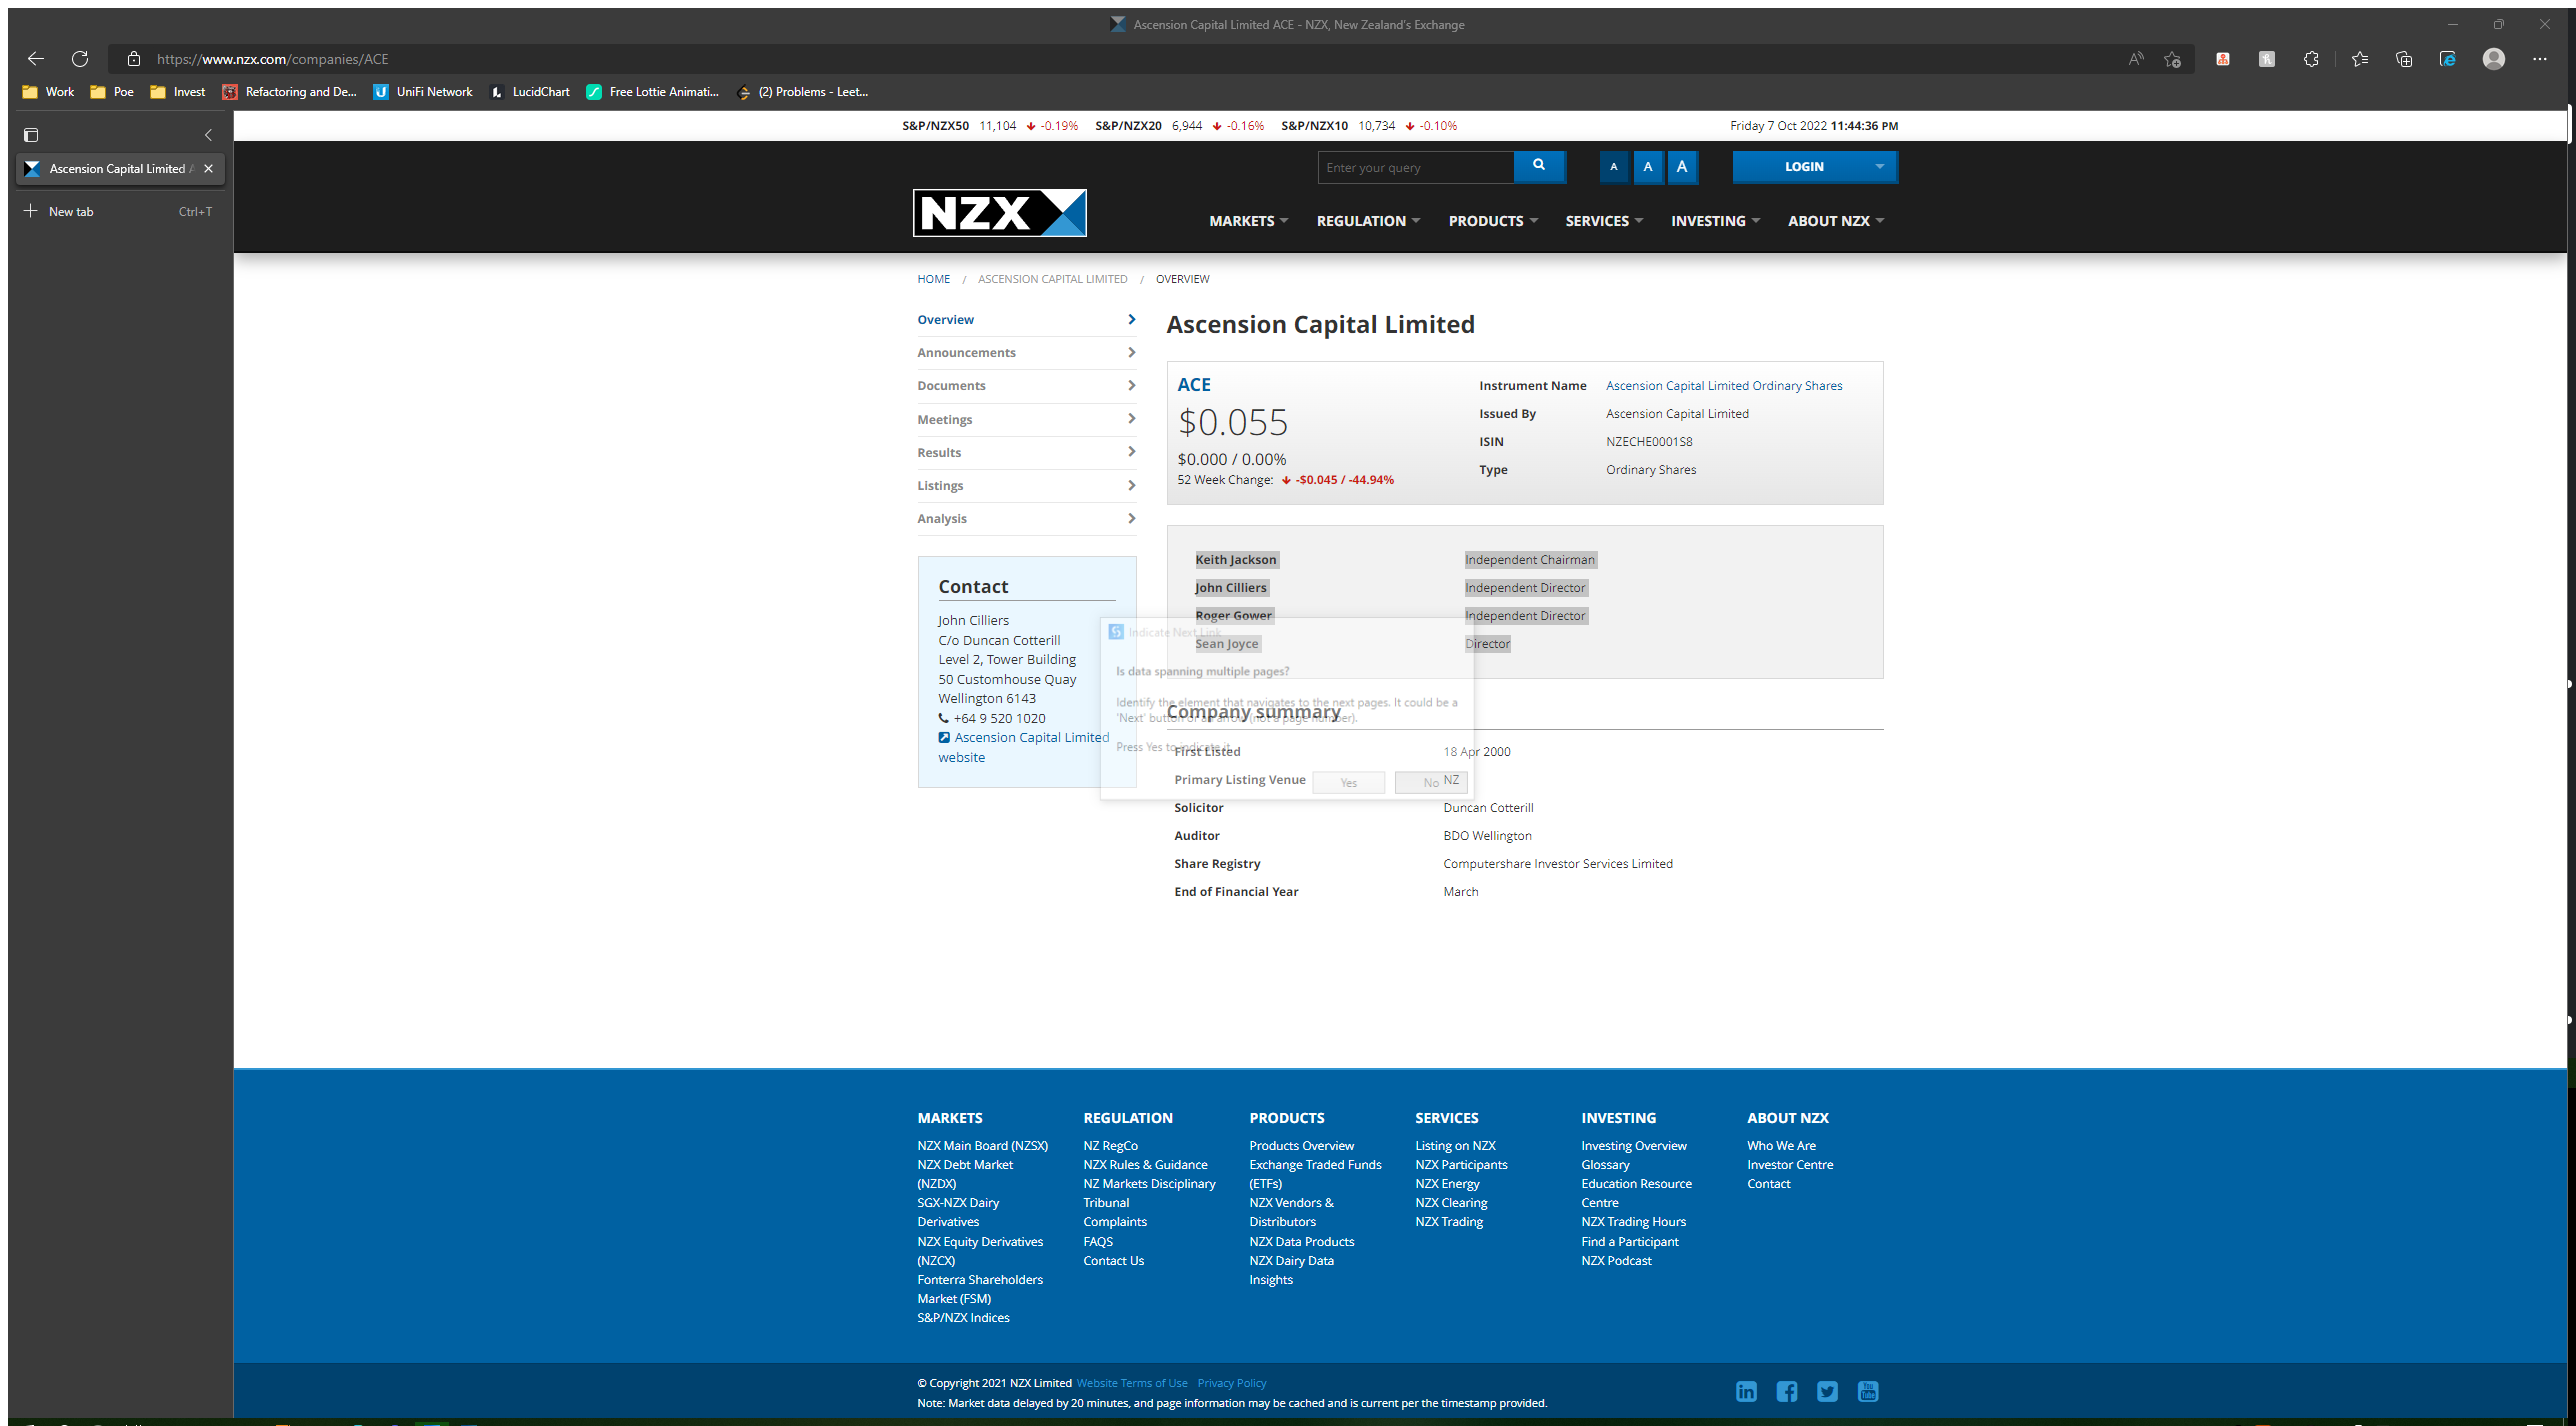 Ascension Capital Limited ACE - NZX, New Zealand's Exchange
https://www.nzx.com/companies/ACE
Work Poe Invest Refactoring and De... UniFi Network LucidChart Free Lottie Animati... (2) Problems - Leet...
S&P/NZX50 11,104 -0.19% S&P/NZX20 6,944 -0.16% S&P/NZX10 10,734 -0.10% Friday 7 Oct 2022 11:44:36 PM
Ascension Capital Limited
New tab Ctrl+T
Enter your query A A A LOGIN
NZX
MARKETS REGULATION PRODUCTS SERVICES INVESTING ABOUT NZX
HOME / ASCENSION CAPITAL LIMITED / OVERVIEW
Overview
Announcements
Documents
Meetings
Results
Listings
Analysis
Contact
John Cilliers
C/o Duncan Cotterill
Level 2, Tower Building
50 Customhouse Quay
Wellington 6143
+64 9 520 1020
Ascension Capital Limited
website
Ascension Capital Limited
ACE
$0.055
$0.000 / 0.00%
52 Week Change: -$0.045 / -44.94%
Instrument Name Ascension Capital Limited Ordinary Shares
Issued By Ascension Capital Limited
ISIN NZECHE0001S8
Type Ordinary Shares
Keith Jackson Independent Chairman
John Cilliers Independent Director
Roger Gower Independent Director
Sean Joyce Director
Indicate Next Link
Is data spanning multiple pages?
Identify the element that navigates to the next pages. It could be a
'Next' button or an arrow (not a page number).
Press Yes to indicate it.
Yes No
Company summary
First Listed 18 Apr 2000
Primary Listing Venue NZ
Solicitor Duncan Cotterill
Auditor BDO Wellington
Share Registry Computershare Investor Services Limited
End of Financial Year March
MARKETS
NZX Main Board (NZSX)
NZX Debt Market
(NZDX)
SGX-NZX Dairy
Derivatives
NZX Equity Derivatives
(NZCX)
Fonterra Shareholders
Market (FSM)
S&P/NZX Indices
REGULATION
NZ RegCo
NZX Rules & Guidance
NZ Markets Disciplinary
Tribunal
Complaints
FAQS
Contact Us
PRODUCTS
Products Overview
Exchange Traded Funds
(ETFs)
NZX Vendors &
Distributors
NZX Data Products
NZX Dairy Data
Insights
SERVICES
Listing on NZX
NZX Participants
NZX Energy
NZX Clearing
NZX Trading
INVESTING
Investing Overview
Glossary
Education Resource
Centre
NZX Trading Hours
Find a Participant
NZX Podcast
ABOUT NZX
Who We Are
Investor Centre
Contact
© Copyright 2021 NZX Limited Website Terms of Use Privacy Policy
Note: Market data delayed by 20 minutes, and page information may be cached and is current per the timestamp provided.